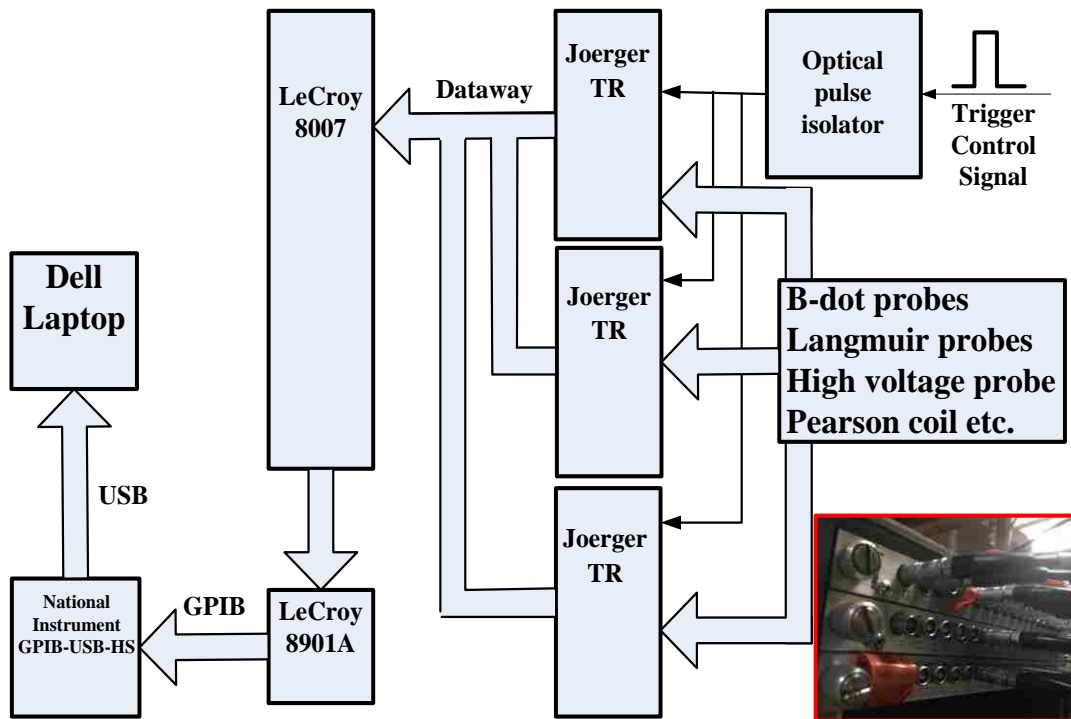 Joerger
TR
Optical
pulse
isolator
Trigger
Control
Signal
LeCroy
8007
Dataway
Dell
Laptop
Joerger
TR
B-dot probes
Langmuir probes
High voltage probe
Pearson coil etc.
USB
Joerger
TR
National
Instrument
GPIB-USB-HS
GPIB
LeCroy
8901A